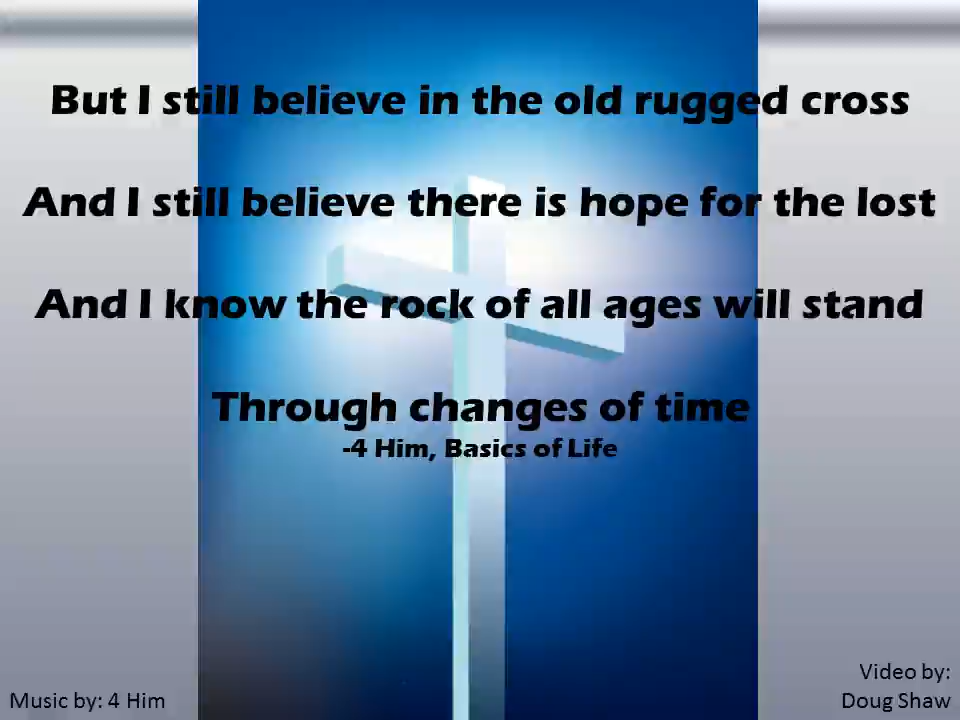 But I still believe in the old rugged cross
And I still believe there is hope for the lost
And I know the rock of all ages will stand
Through changes of time
-4 Him, Basics of Life
Music by: 4 Him
Video by:
Doug Shaw